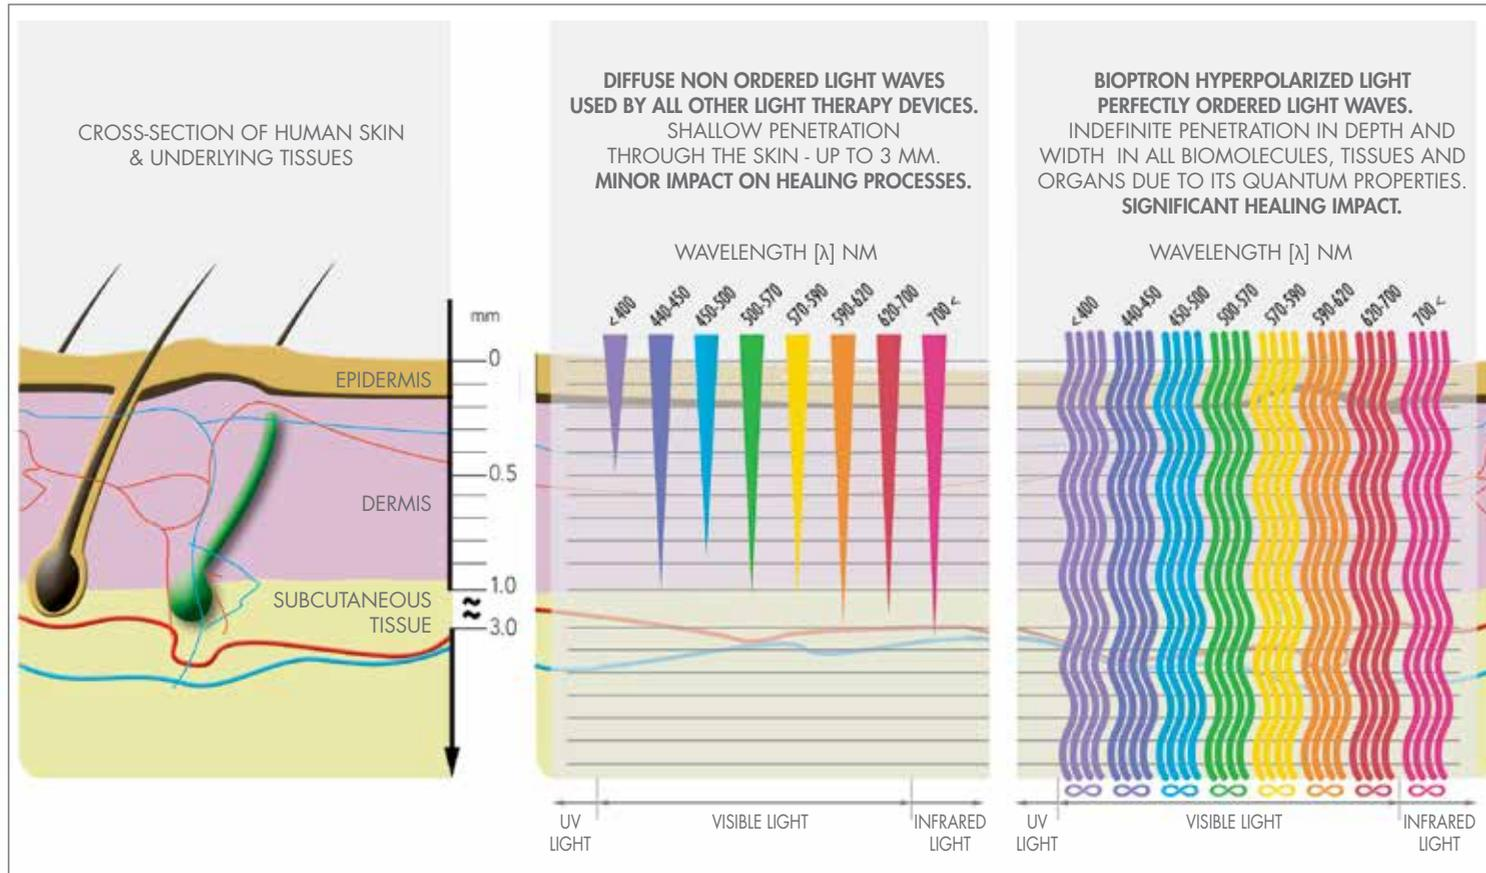 CROSS-SECTION OF HUMAN SKIN
& UNDERLYING TISSUES
mm
0
EPIDERMIS
0.5
DERMIS
1.0
SUBCUTANEOUS
TISSUE
3.0
DIFFUSE NON ORDERED LIGHT WAVES
USED BY ALL OTHER LIGHT THERAPY DEVICES.
SHALLOW PENETRATION
THROUGH THE SKIN - UP TO 3 MM.
MINOR IMPACT ON HEALING PROCESSES.
WAVELENGTH [λ] NM
< 400
440-450
450-500
500-570
570-590
590-620
620-700
700 <
UV
LIGHT
VISIBLE LIGHT
INFRARED
LIGHT
BIOPTRON HYPERPOLARIZED LIGHT
PERFECTLY ORDERED LIGHT WAVES.
INDEFINITE PENETRATION IN DEPTH AND
WIDTH IN ALL BIOMOLECULES, TISSUES AND
ORGANS DUE TO ITS QUANTUM PROPERTIES.
SIGNIFICANT HEALING IMPACT.
WAVELENGTH [λ] NM
< 400
440-450
450-500
500-570
570-590
590-620
620-700
700 <
∞ ∞ ∞ ∞ ∞ ∞ ∞ ∞
UV
LIGHT
VISIBLE LIGHT
INFRARED
LIGHT